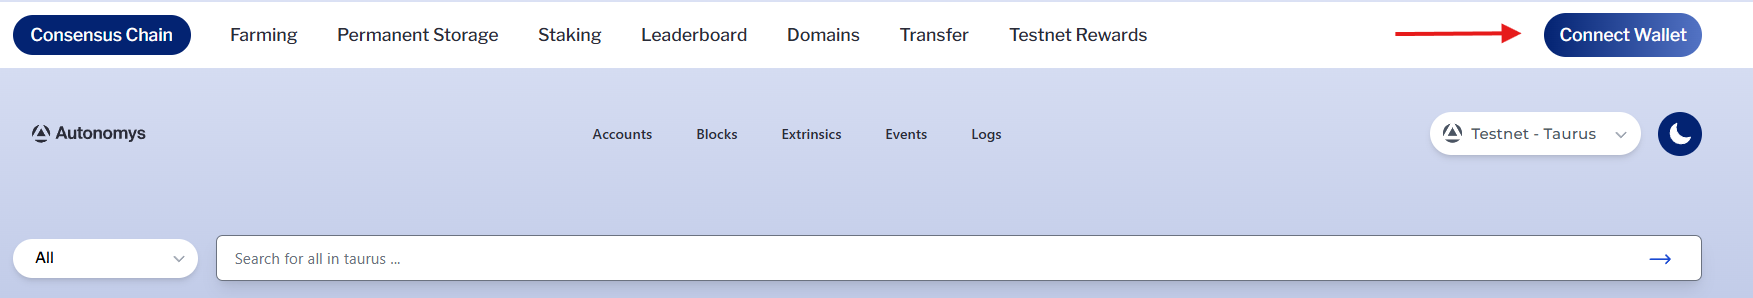 Consensus Chain Farming Permanent Storage Staking Leaderboard Domains Transfer Testnet Rewards Connect Wallet
Autonomys Accounts Blocks Extrinsics Events Logs Testnet - Taurus
All Search for all in taurus ...